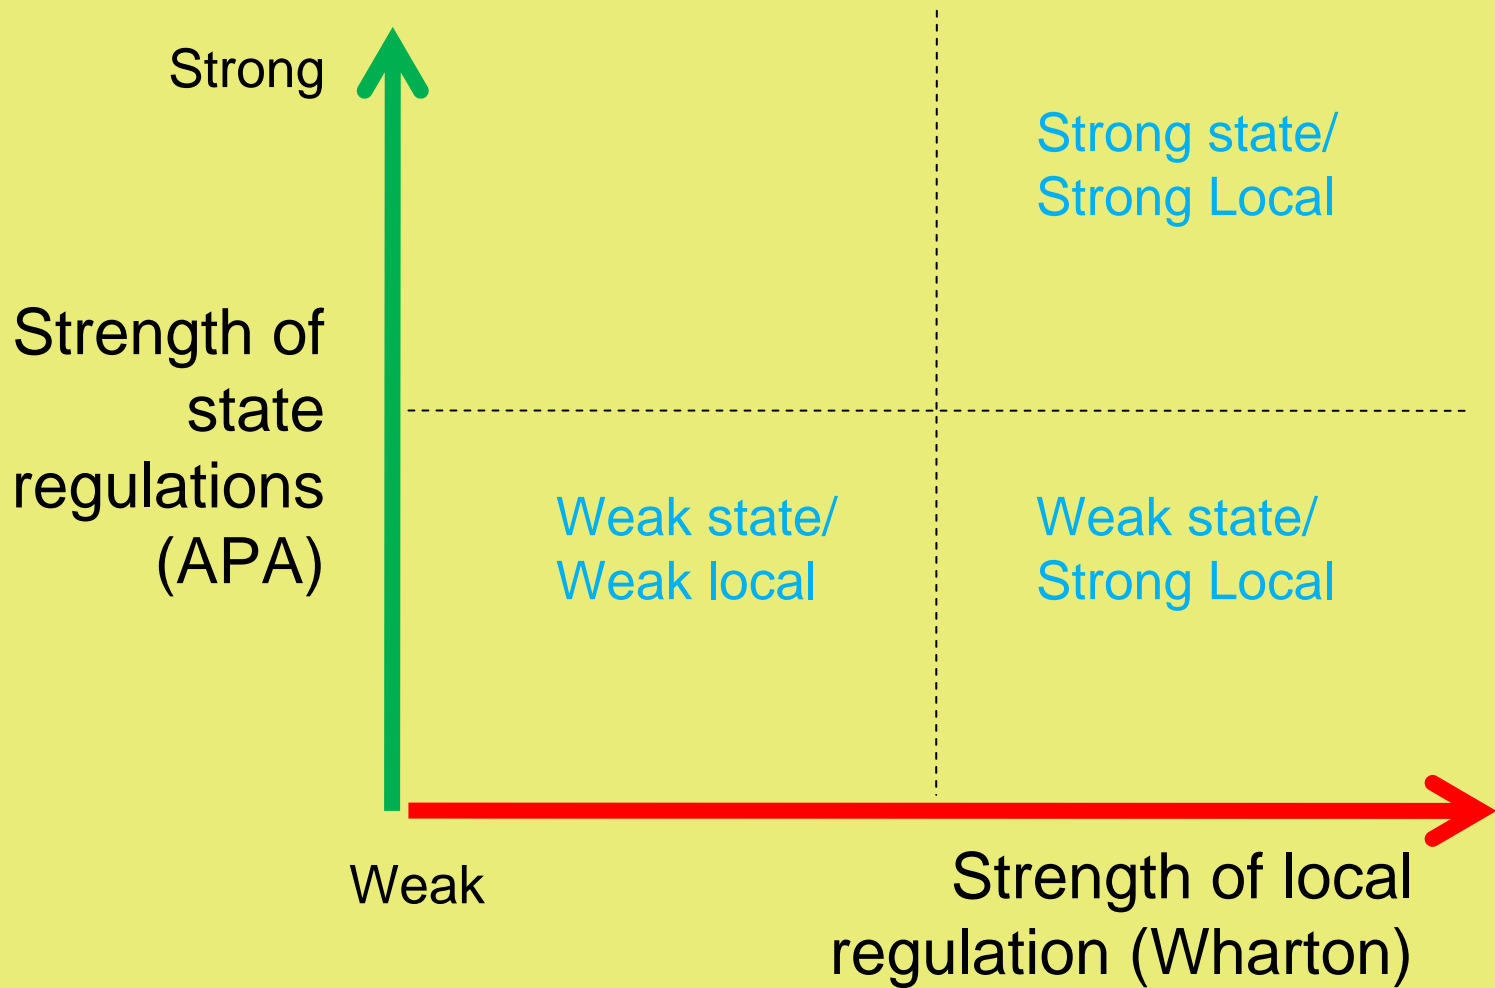 Strong
Strong state/
Strong Local
Strength of
state
regulations
(APA)
Weak state/
Weak local
Weak state/
Strong Local
Weak
Strength of local
regulation (Wharton)